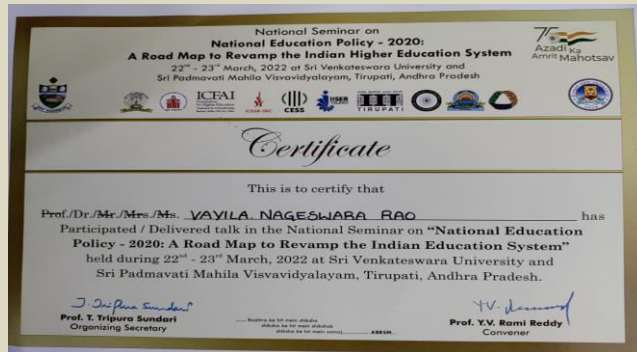 National Seminar on
National Education Policy - 2020:
A Road Map to Revamp the Indian Higher Education System
22nd - 23rd March, 2022 at Sri Venkateswara University and
Sri Padmavati Mahila Visvavidyalayam, Tirupati, Andhra Pradesh
75
Azadi Ka
Amrit Mahotsav
ICFAI
CESS
IISER
TIRUPATI
Certificate
This is to certify that
Prof./Dr./Mr./Mrs./Ms. VAYILA NAGESWARA RAO has
Participated / Delivered talk in the National Seminar on "National Education
Policy - 2020: A Road Map to Revamp the Indian Education System"
held during 22nd - 23rd March, 2022 at Sri Venkateswara University and
Sri Padmavati Mahila Visvavidyalayam, Tirupati, Andhra Pradesh.
Prof. T. Tripura Sundari
Organizing Secretary
Prof. Y.V. Rami Reddy
Convener